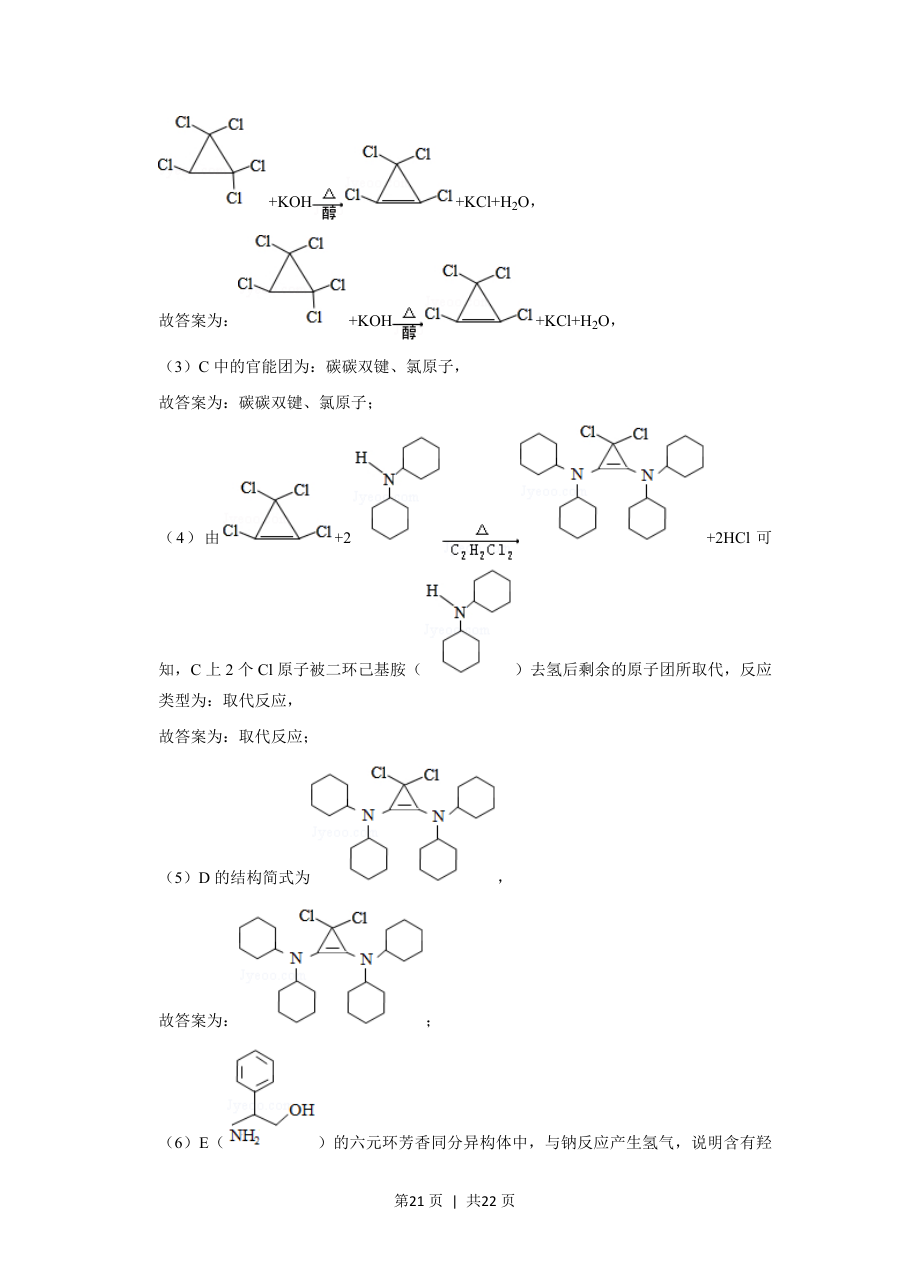 Cl Cl
Cl Cl
Cl
+KOH △ 醇
Cl Cl
Cl Cl
+KCl+H₂O，
Cl Cl
Cl Cl
Cl
故答案为： +KOH △ 醇
Cl Cl
Cl Cl
+KCl+H₂O，
（3）C 中的官能团为：碳碳双键、氯原子，
故答案为：碳碳双键、氯原子；
（4）由
Cl Cl
Cl Cl
+2
H
N
△
C₂H₂Cl₂
Cl Cl
N N
+2HCl 可
知，C 上 2 个 Cl 原子被二环己基胺（
H
N
）去氢后剩余的原子团所取代，反应
类型为：取代反应，
故答案为：取代反应；
Cl Cl
N N
（5）D 的结构简式为 ，
Cl Cl
N N
故答案为： ；
OH
NH₂
（6）E（ ）的六元环芳香同分异构体中，与钠反应产生氢气，说明含有羟
第21页 | 共22页